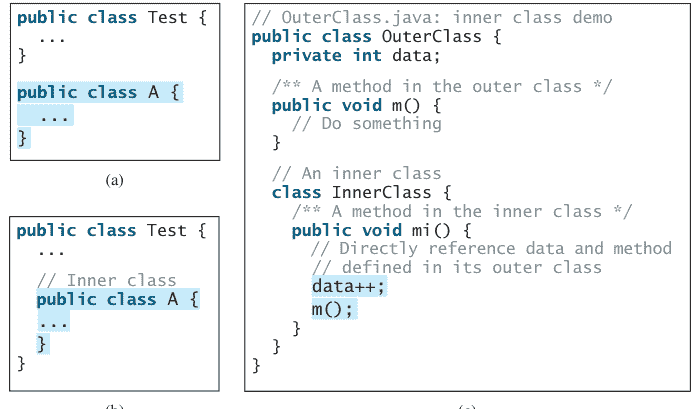 public class Test {
...
}
public class A {
...
}
(a)
public class Test {
...
// Inner class
public class A {
...
}
}
(b)
// OuterClass.java: inner class demo
public class OuterClass {
private int data;
/** A method in the outer class */
public void m() {
// Do something
}
// An inner class
class InnerClass {
/** A method in the inner class */
public void mi() {
// Directly reference data and method
// defined in its outer class
data++;
m();
}
}
}
(c)